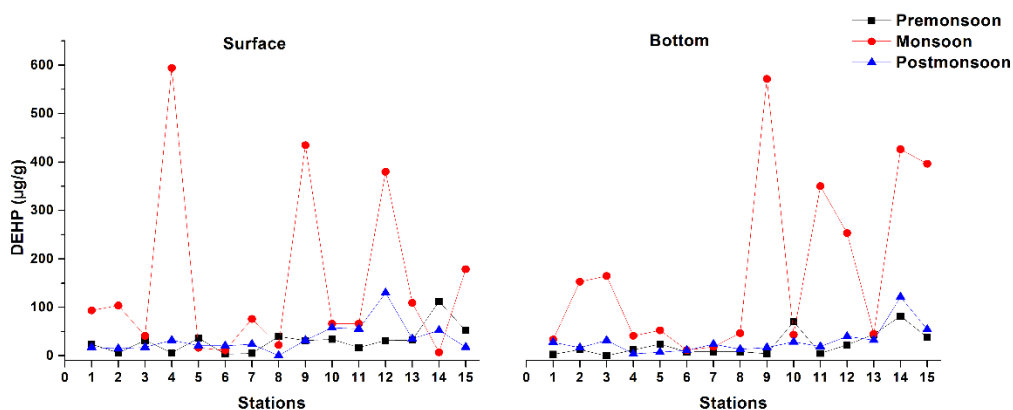 Surface
Bottom
Premonsoon
Monsoon
Postmonsoon
DEHP (μg/g)
600
500
400
300
200
100
0
0 1 2 3 4 5 6 7 8 9 10 11 12 13 14 15
0 1 2 3 4 5 6 7 8 9 10 11 12 13 14 15
Stations
Stations